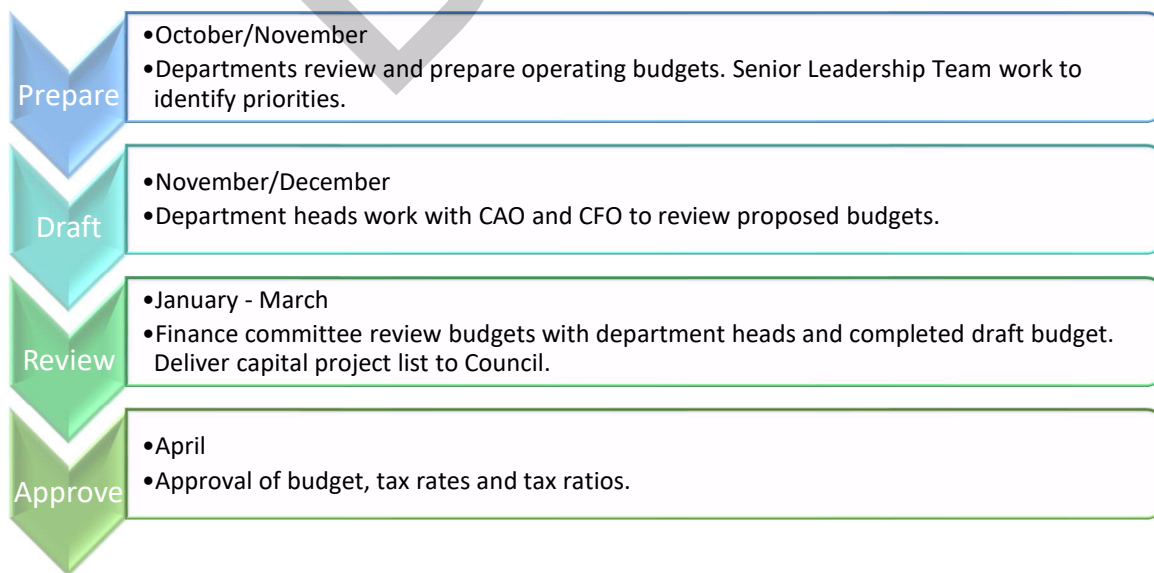 Prepare
•October/November
•Departments review and prepare operating budgets. Senior Leadership Team work to
identify priorities.
Draft
•November/December
•Department heads work with CAO and CFO to review proposed budgets.
Review
•January - March
•Finance committee review budgets with department heads and completed draft budget.
Deliver capital project list to Council.
Approve
•April
•Approval of budget, tax rates and tax ratios.